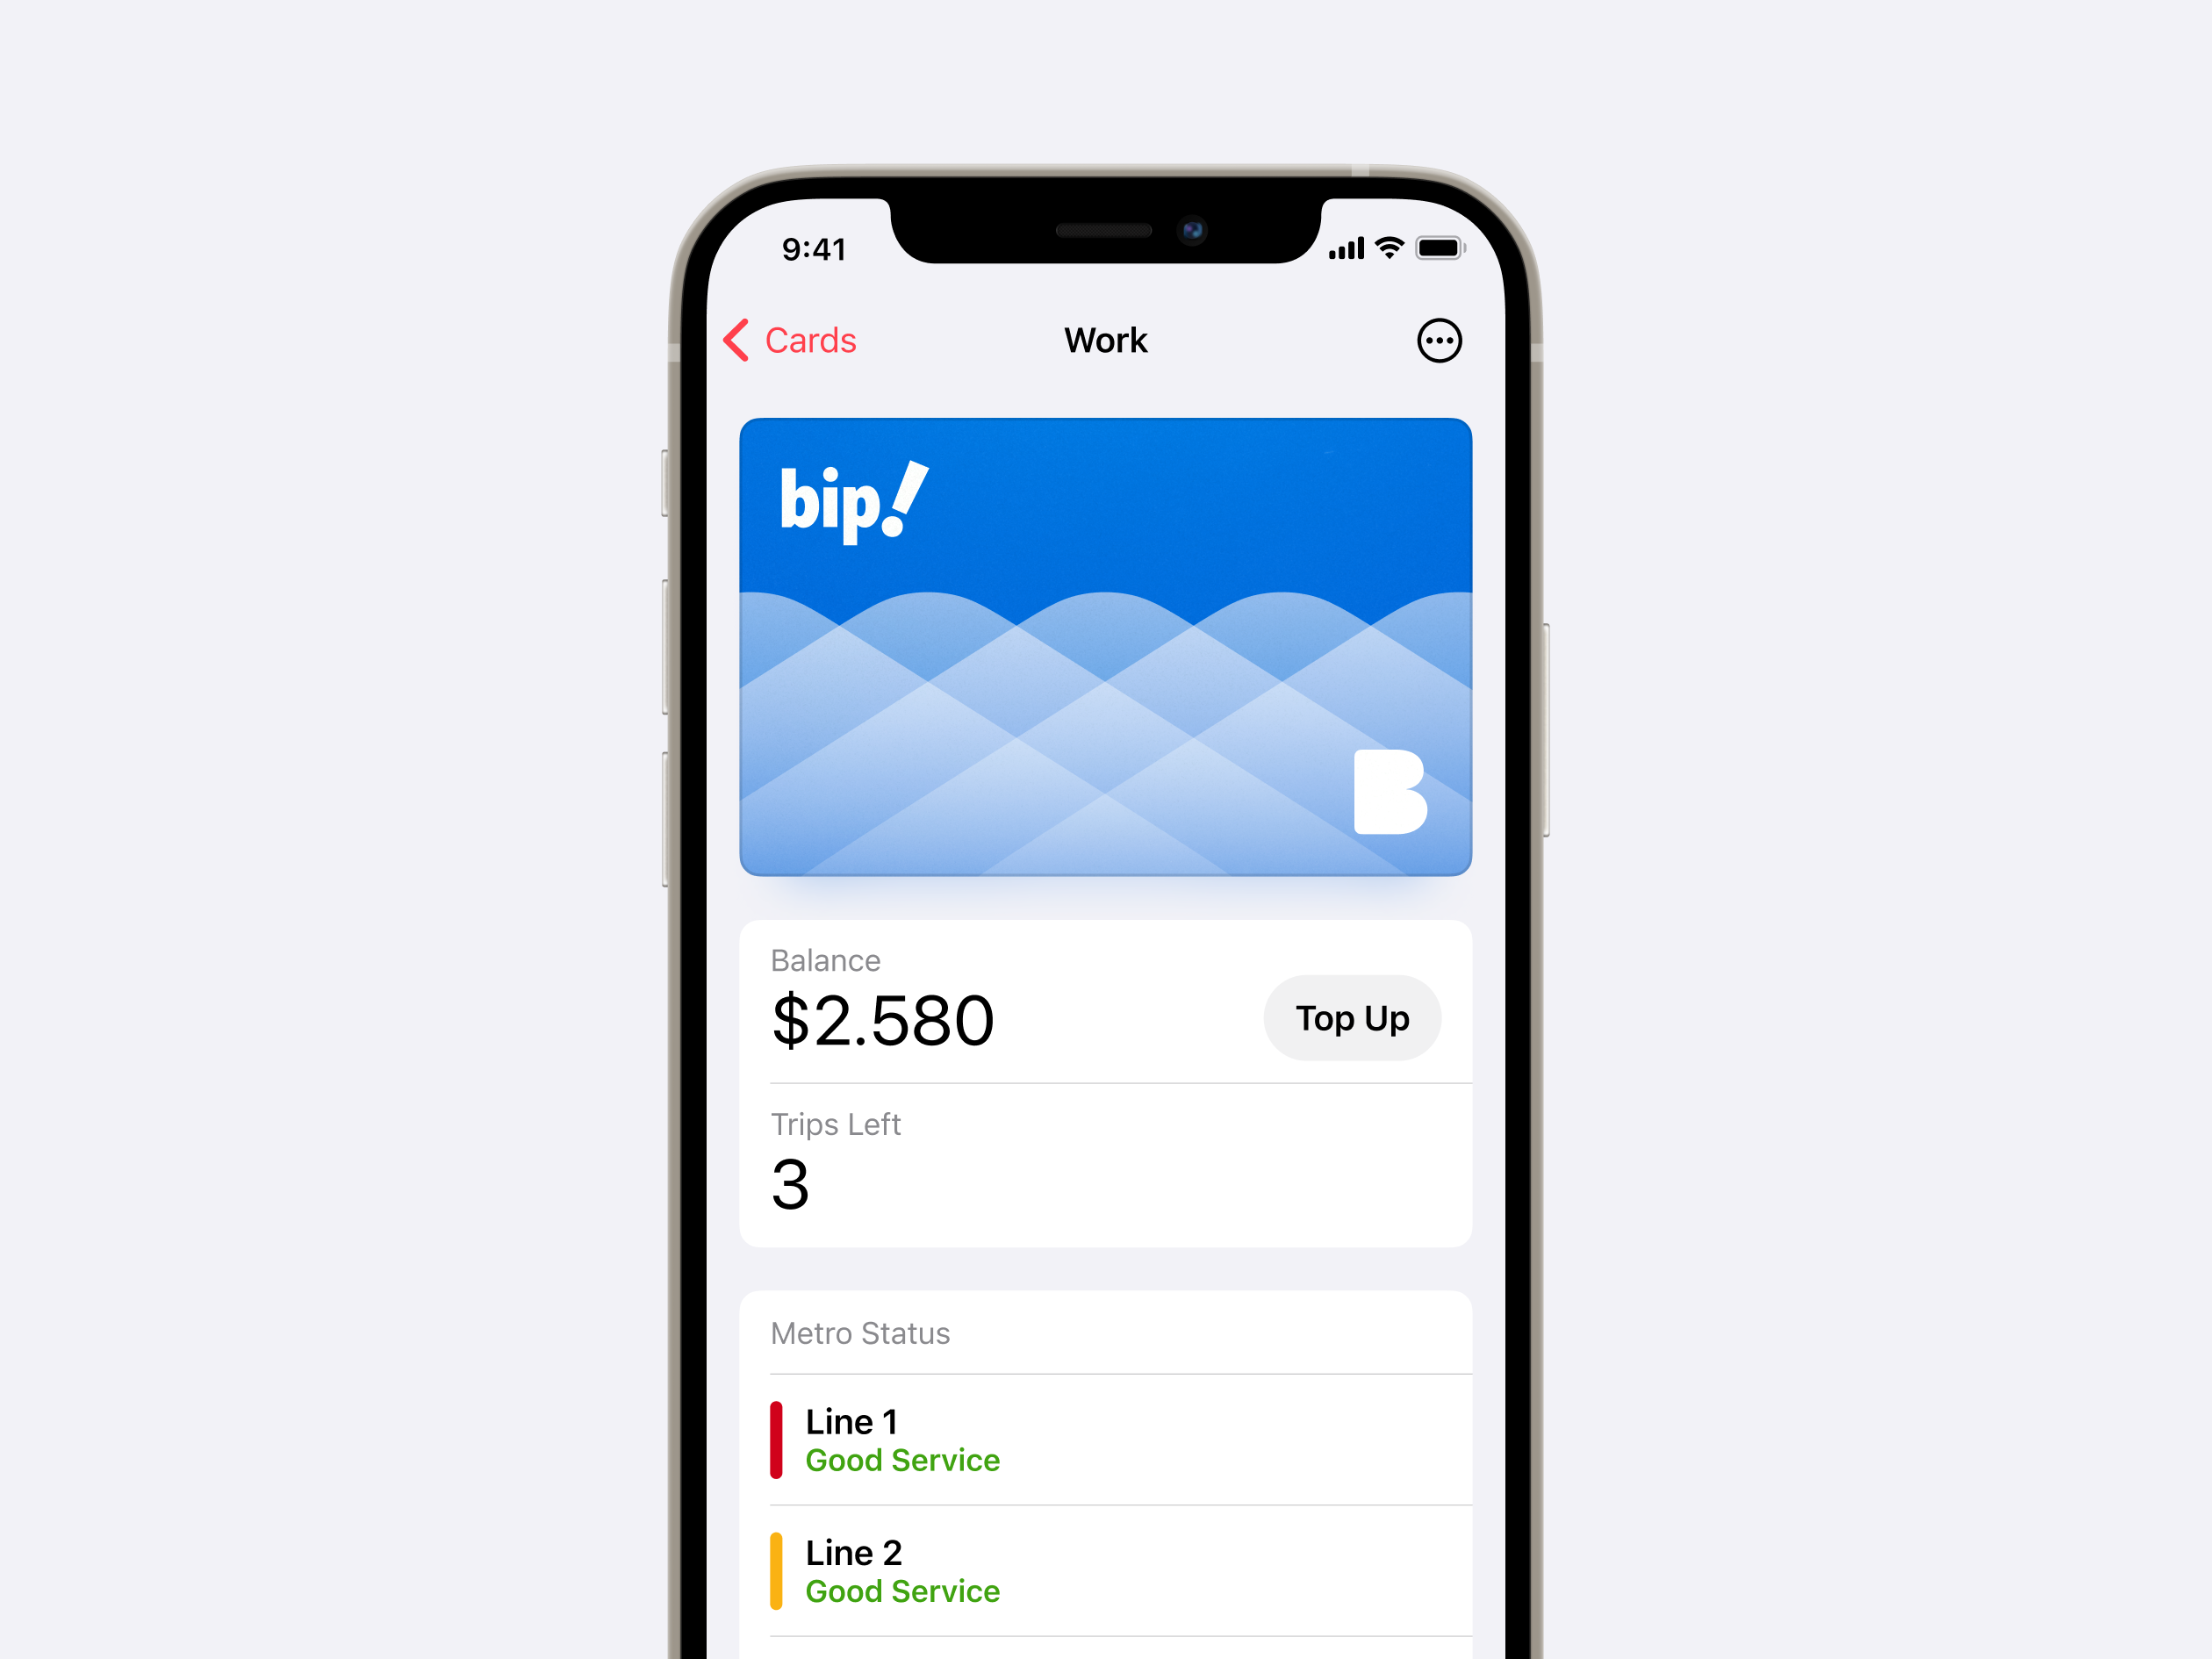 9:41
Cards
Work
bip!
B
Balance
$2.580
Top Up
Trips Left
3
Metro Status
Line 1
Good Service
Line 2
Good Service